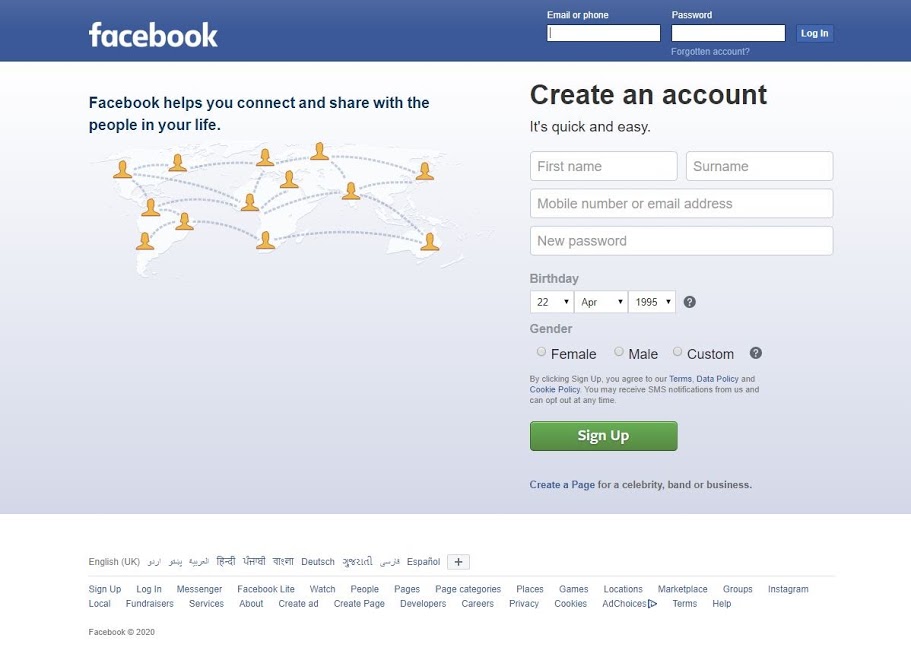 facebook
Email or phone
Password
Log In
Forgotten account?
Facebook helps you connect and share with the
people in your life.
Create an account
It's quick and easy.
First name
Surname
Mobile number or email address
New password
Birthday
22 Apr 1995 ?
Gender
Female Male Custom ?
By clicking Sign Up, you agree to our Terms, Data Policy and
Cookie Policy. You may receive SMS notifications from us and
can opt out at any time.
Sign Up
Create a Page for a celebrity, band or business.
English (UK) اردو پښتو العربية हिन्दी ਪੰਜਾਬੀ বাংলা Deutsch ગુજરાતી فارسی Español +
Sign Up Log In Messenger Facebook Lite Watch People Pages Page categories Places Games Locations Marketplace Groups Instagram
Local Fundraisers Services About Create ad Create Page Developers Careers Privacy Cookies AdChoices Terms Help
Facebook © 2020